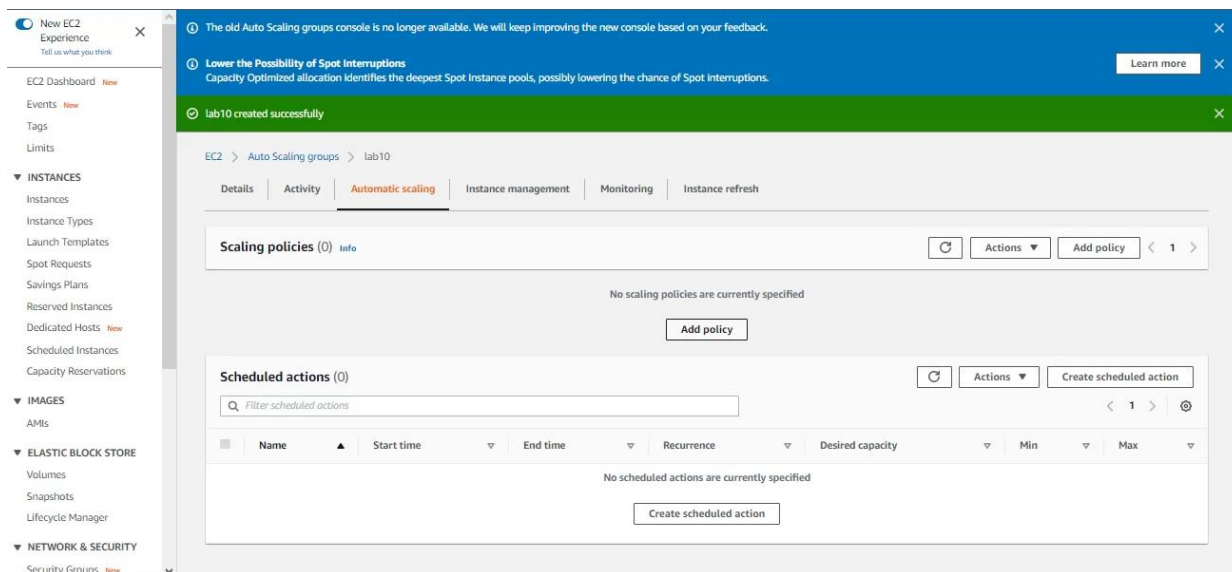 New EC2
Experience
Tell us what you think
EC2 Dashboard New
Events New
Tags
Limits
INSTANCES
Instances
Instance Types
Launch Templates
Spot Requests
Savings Plans
Reserved Instances
Dedicated Hosts New
Scheduled Instances
Capacity Reservations
IMAGES
AMIs
ELASTIC BLOCK STORE
Volumes
Snapshots
Lifecycle Manager
NETWORK & SECURITY
Security Groups New
The old Auto Scaling groups console is no longer available. We will keep improving the new console based on your feedback.
Lower the Possibility of Spot Interruptions
Capacity Optimized allocation identifies the deepest Spot Instance pools, possibly lowering the chance of Spot interruptions.
Learn more
lab10 created successfully
EC2 > Auto Scaling groups > lab10
Details Activity Automatic scaling Instance management Monitoring Instance refresh
Scaling policies (0) Info Actions Add policy < 1 >
No scaling policies are currently specified
Add policy
Scheduled actions (0) Actions Create scheduled action
Filter scheduled actions < 1 >
Name Start time End time Recurrence Desired capacity Min Max
No scheduled actions are currently specified
Create scheduled action